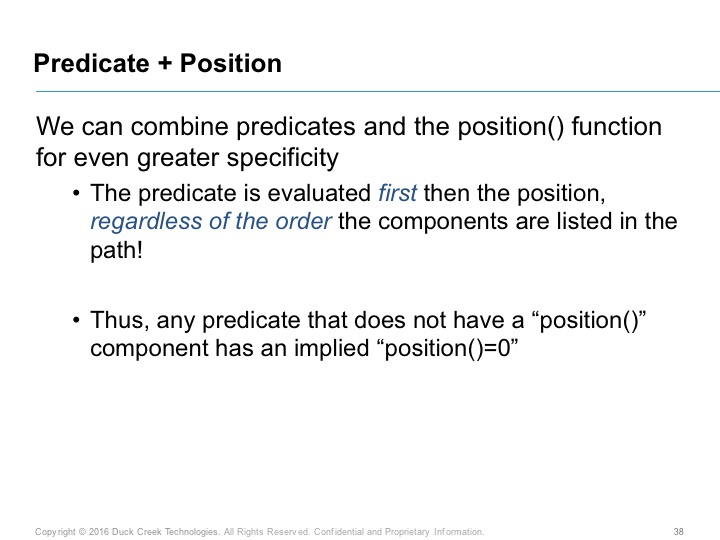 Predicate + Position
We can combine predicates and the position() function
for even greater specificity
• The predicate is evaluated first then the position,
regardless of the order the components are listed in the
path!
• Thus, any predicate that does not have a “position()”
component has an implied “position()=0”
Copyright © 2016 Duck Creek Technologies. All Rights Reserved. Confidential and Proprietary Information.
38